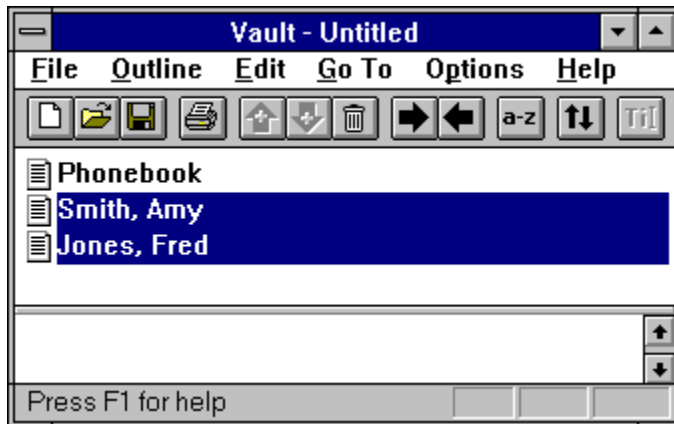 Vault - Untitled
File Outline Edit Go To Options Help
a-z
Phonebook
Smith, Amy
Jones, Fred
Press F1 for help